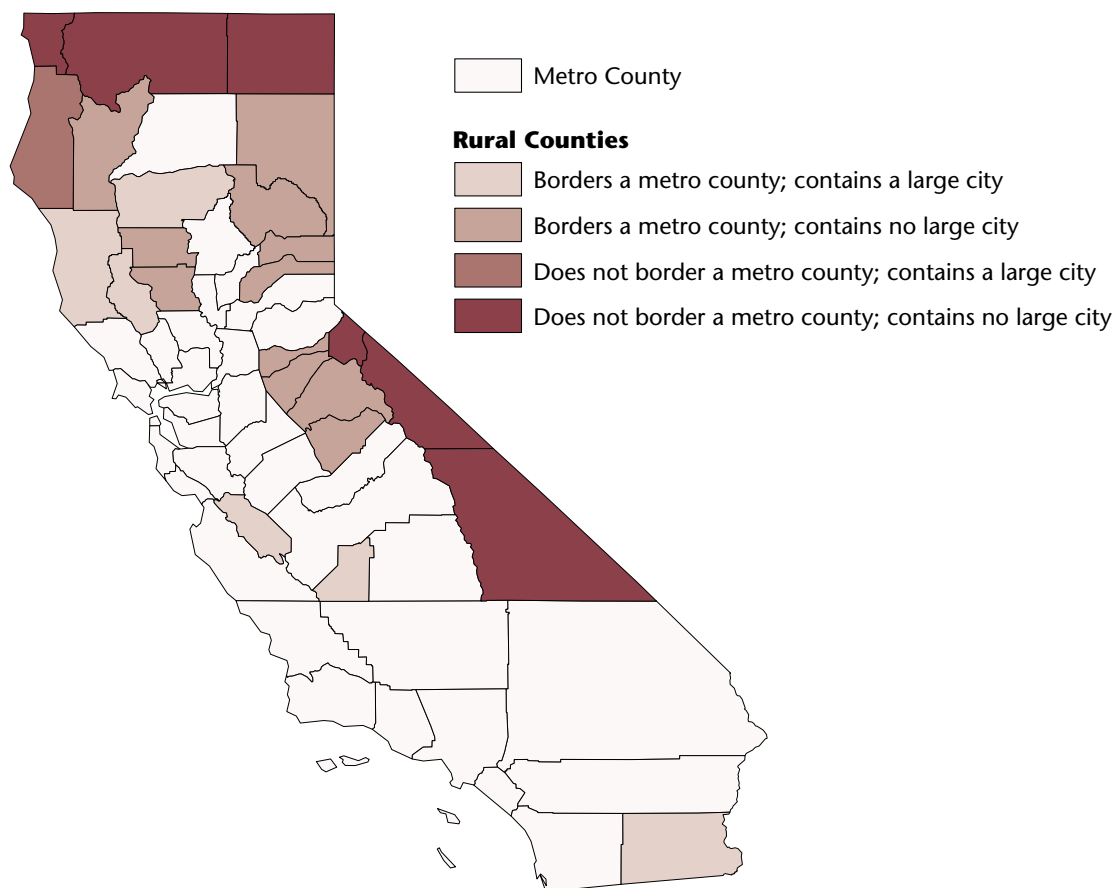 Metro County
Rural Counties
Borders a metro county; contains a large city
Borders a metro county; contains no large city
Does not border a metro county; contains a large city
Does not border a metro county; contains no large city